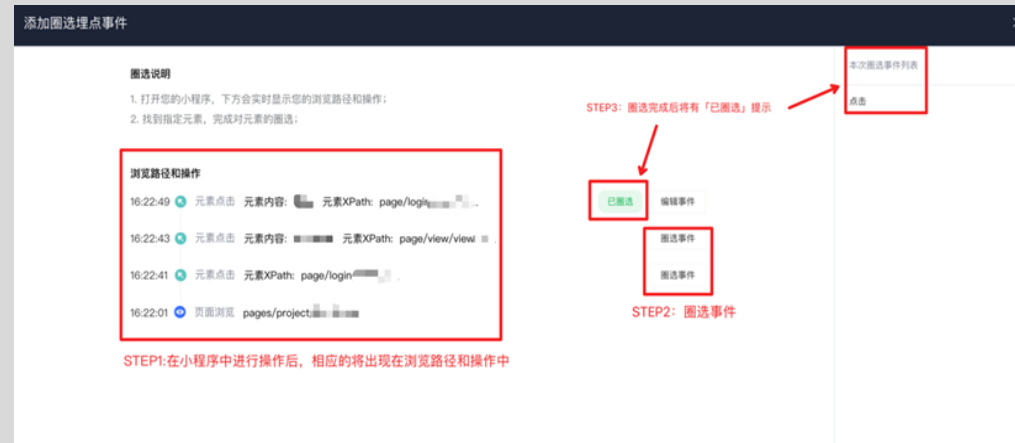 添加圈选埋点事件
圈选说明
1. 打开您的小程序，下方会实时显示您的浏览路径和操作；
2. 找到指定元素，完成对元素的圈选；
浏览路径和操作
16:22:49 元素点击 元素内容: 元素XPath: page/login 已圈选 编辑事件
16:22:43 元素点击 元素内容: 元素XPath: page/view/view 圈选事件
16:22:41 元素点击 元素XPath: page/login 圈选事件
16:22:01 页面浏览 pages/project
STEP1:在小程序中进行操作后，相应的将出现在浏览路径和操作中
STEP2：圈选事件
STEP3：圈选完成后将有「已圈选」提示
本次圈选事件列表
点击